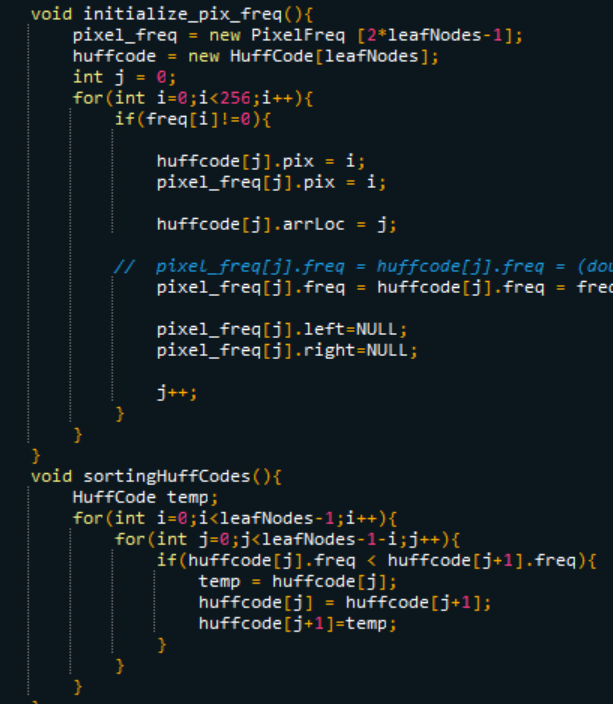 void initialize_pix_freq(){
pixel_freq = new PixelFreq [2*leafNodes-1];
huffcode = new HuffCode[leafNodes];
int j = 0;
for(int i=0;i<256;i++){
if(freq[i]!=0){
huffcode[j].pix = i;
pixel_freq[j].pix = i;
huffcode[j].arrLoc = j;
// pixel_freq[j].freq = huffcode[j].freq = (dou
pixel_freq[j].freq = huffcode[j].freq = freq
pixel_freq[j].left=NULL;
pixel_freq[j].right=NULL;
j++;
}
}
}
void sortingHuffCodes(){
HuffCode temp;
for(int i=0;i<leafNodes-1;i++){
for(int j=0;j<leafNodes-1-i;j++){
if(huffcode[j].freq < huffcode[j+1].freq){
temp = huffcode[j];
huffcode[j] = huffcode[j+1];
huffcode[j+1]=temp;
}
}
}